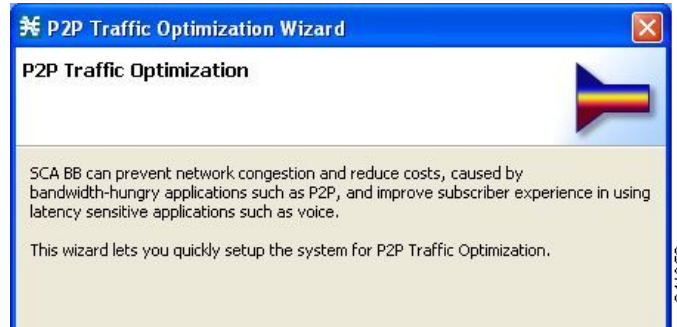 P2P Traffic Optimization Wizard
P2P Traffic Optimization
SCA BB can prevent network congestion and reduce costs, caused by
bandwidth-hungry applications such as P2P, and improve subscriber experience in using
latency sensitive applications such as voice.
This wizard lets you quickly setup the system for P2P Traffic Optimization.